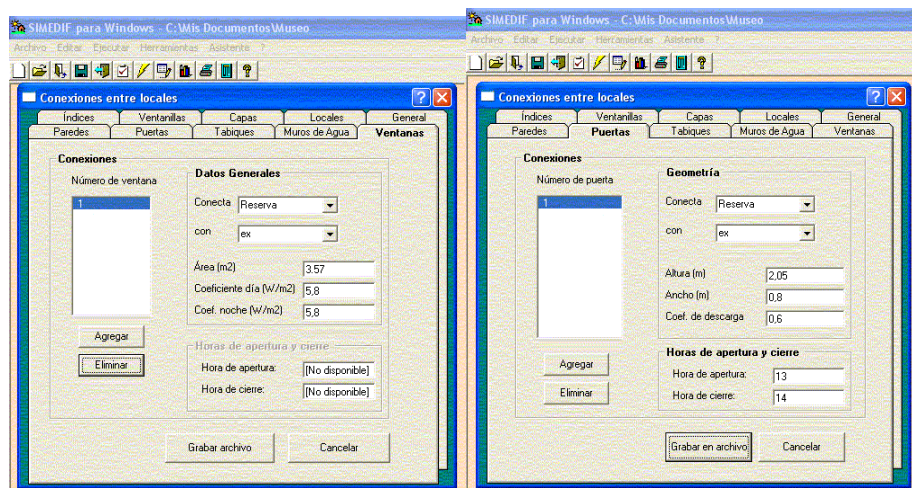 SIMEDIF para Windows - C:\Mis Documentos\Museo
Archivo Editar Ejecutar Herramientas Asistente ?
Conexiones entre locales
Índices Ventanillas Capas Locales General
Paredes Puertas Tabiques Muros de Agua Ventanas
Conexiones
Número de ventana
1
Datos Generales
Conecta Reserva
con ex
Área (m2) 3.57
Coeficiente día (W/m2) 5,8
Coef. noche (W/m2) 5,8
Agregar
Eliminar
Horas de apertura y cierre
Hora de apertura: [No disponible]
Hora de cierre: [No disponible]
Grabar archivo Cancelar
SIMEDIF para Windows - C:\Mis Documentos\Museo
Archivo Editar Ejecutar Herramientas Asistente ?
Conexiones entre locales
Índices Ventanillas Capas Locales General
Paredes Puertas Tabiques Muros de Agua Ventanas
Conexiones
Número de puerta
1
Geometría
Conecta Reserva
con ex
Altura (m) 2,05
Ancho (m) 0,8
Coef. de descarga 0,6
Agregar
Eliminar
Horas de apertura y cierre
Hora de apertura: 13
Hora de cierre: 14
Grabar en archivo Cancelar